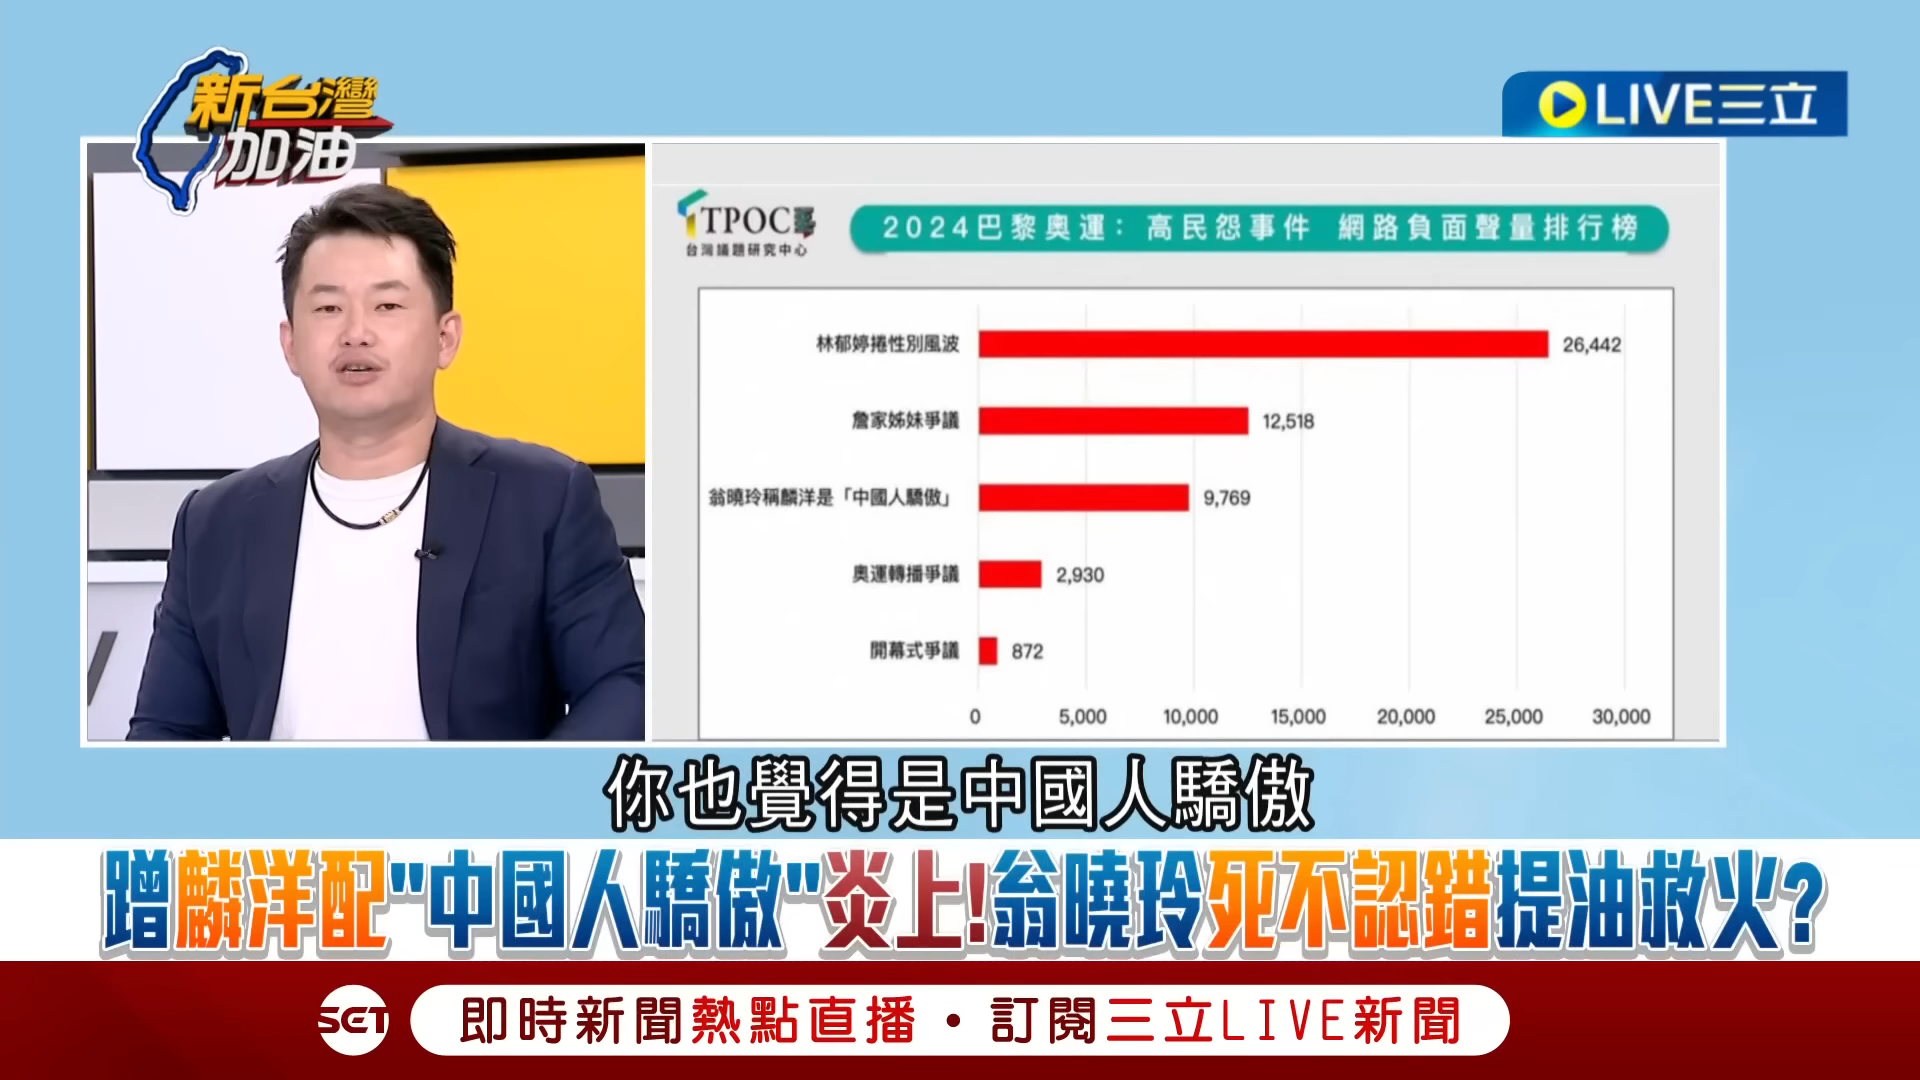 新台灣
加油
LIVE三立
TPOC
台灣議題研究中心
2024巴黎奧運：高民怨事件 網路負面聲量排行榜
林郁婷捲性別風波 26,442
詹家姊妹爭議 12,518
翁曉玲稱麟洋是「中國人驕傲」 9,769
奧運轉播爭議 2,930
開幕式爭議 872
0 5,000 10,000 15,000 20,000 25,000 30,000
你也覺得是中國人驕傲
蹭麟洋配"中國人驕傲"炎上!翁曉玲死不認錯提油救火?
SET 即時新聞熱點直播・訂閱三立LIVE新聞